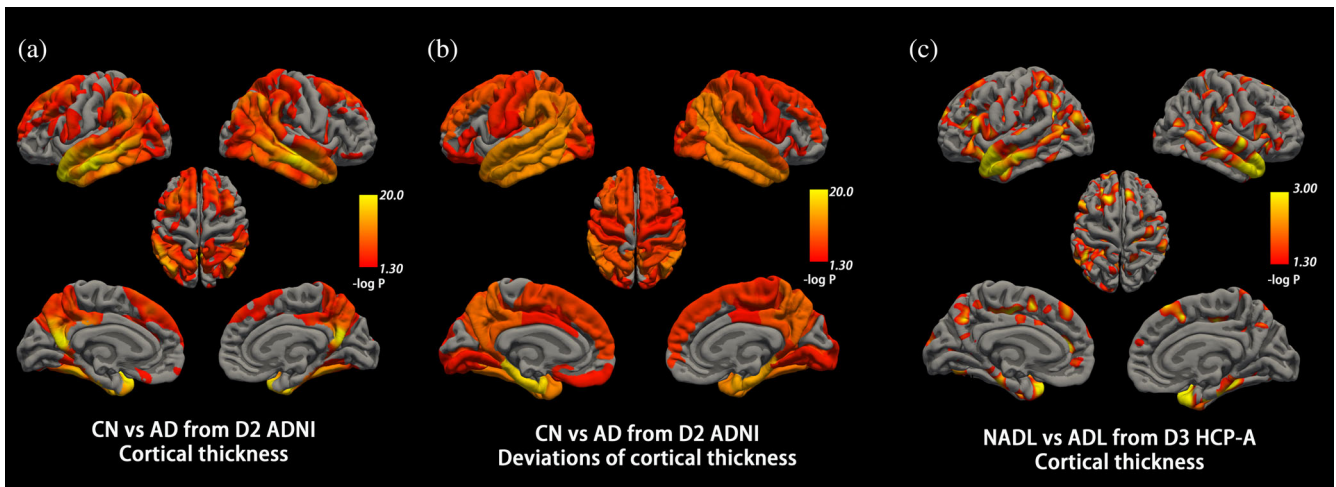 (a)
(b)
(c)
20.0
1.30
-log P
20.0
1.30
-log P
3.00
1.30
-log P
CN vs AD from D2 ADNI
Cortical thickness
CN vs AD from D2 ADNI
Deviations of cortical thickness
NADL vs ADL from D3 HCP-A
Cortical thickness